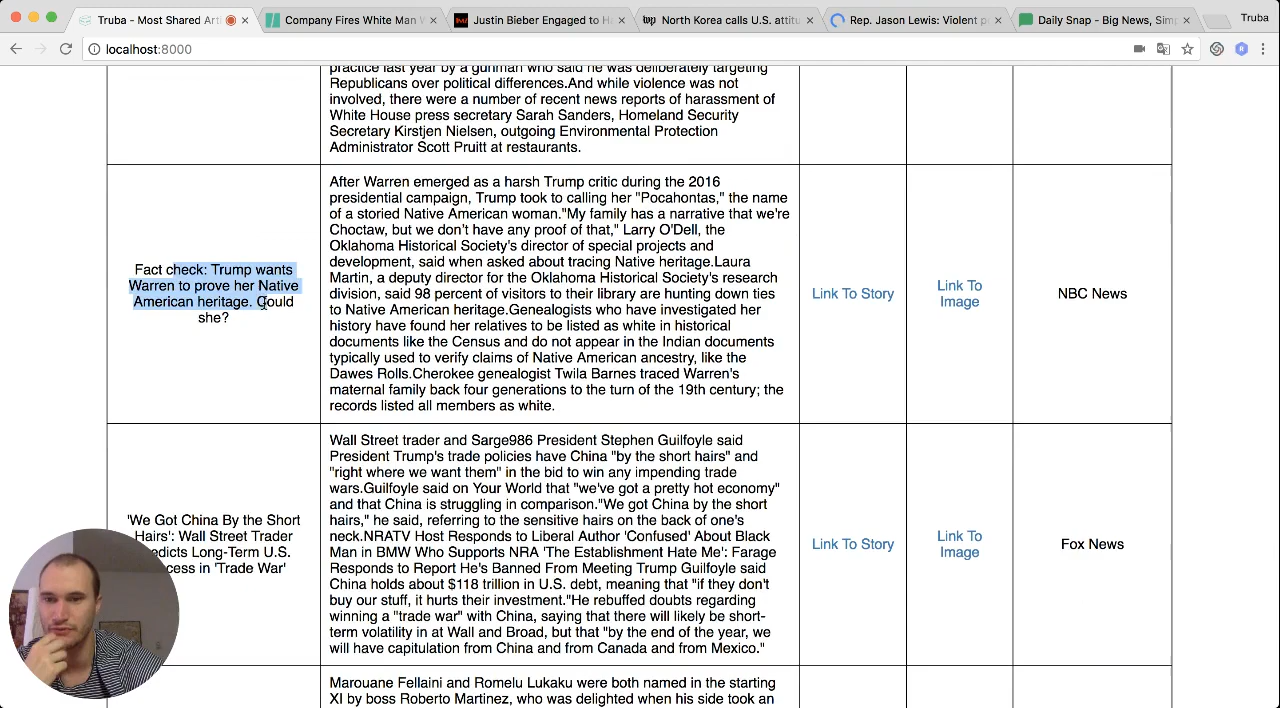 Truba - Most Shared Arti
Company Fires White Man W
Justin Bieber Engaged to Ha
wp North Korea calls U.S. attitu
Rep. Jason Lewis: Violent po
Daily Snap - Big News, Simp
Truba
localhost:8000
practice last year by a gunman who said he was deliberately targeting
Republicans over political differences.And while violence was not
involved, there were a number of recent news reports of harassment of
White House press secretary Sarah Sanders, Homeland Security
Secretary Kirstjen Nielsen, outgoing Environmental Protection
Administrator Scott Pruitt at restaurants.
Fact check: Trump wants
Warren to prove her Native
American heritage. Could
she?
After Warren emerged as a harsh Trump critic during the 2016
presidential campaign, Trump took to calling her "Pocahontas," the name
of a storied Native American woman."My family has a narrative that we're
Choctaw, but we don't have any proof of that," Larry O'Dell, the
Oklahoma Historical Society's director of special projects and
development, said when asked about tracing Native heritage.Laura
Martin, a deputy director for the Oklahoma Historical Society's research
division, said 98 percent of visitors to their library are hunting down ties
to Native American heritage.Genealogists who have investigated her
history have found her relatives to be listed as white in historical
documents like the Census and do not appear in the Indian documents
typically used to verify claims of Native American ancestry, like the
Dawes Rolls.Cherokee genealogist Twila Barnes traced Warren's
maternal family back four generations to the turn of the 19th century; the
records listed all members as white.
Link To Story
Link To
Image
NBC News
'We Got China By the Short
Hairs': Wall Street Trader
edicts Long-Term U.S.
cess in 'Trade War'
Wall Street trader and Sarge986 President Stephen Guilfoyle said
President Trump's trade policies have China "by the short hairs" and
"right where we want them" in the bid to win any impending trade
wars.Guilfoyle said on Your World that "we've got a pretty hot economy"
and that China is struggling in comparison."We got China by the short
hairs," he said, referring to the sensitive hairs on the back of one's
neck.NRATV Host Responds to Liberal Author 'Confused' About Black
Man in BMW Who Supports NRA 'The Establishment Hate Me': Farage
Responds to Report He's Banned From Meeting Trump Guilfoyle said
China holds about $118 trillion in U.S. debt, meaning that "if they don't
buy our stuff, it hurts their investment."He rebuffed doubts regarding
winning a "trade war" with China, saying that there will likely be short-
term volatility in at Wall and Broad, but that "by the end of the year, we
will have capitulation from China and from Canada and from Mexico."
Link To Story
Link To
Image
Fox News
Marouane Fellaini and Romelu Lukaku were both named in the starting
XI by boss Roberto Martinez, who was delighted when his side took an